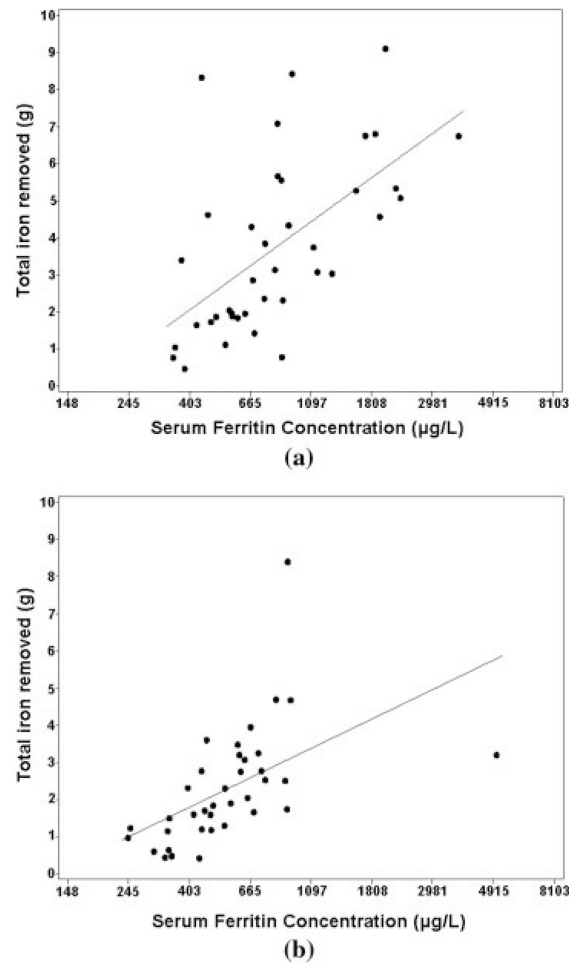 10
9
8
7
6
5
4
3
2
1
0
Total iron removed (g)
148 245 403 665 1097 1808 2981 4915 8103
Serum Ferritin Concentration (µg/L)
(a)
10
9
8
7
6
5
4
3
2
1
0
Total iron removed (g)
148 245 403 665 1097 1808 2981 4915 8103
Serum Ferritin Concentration (µg/L)
(b)